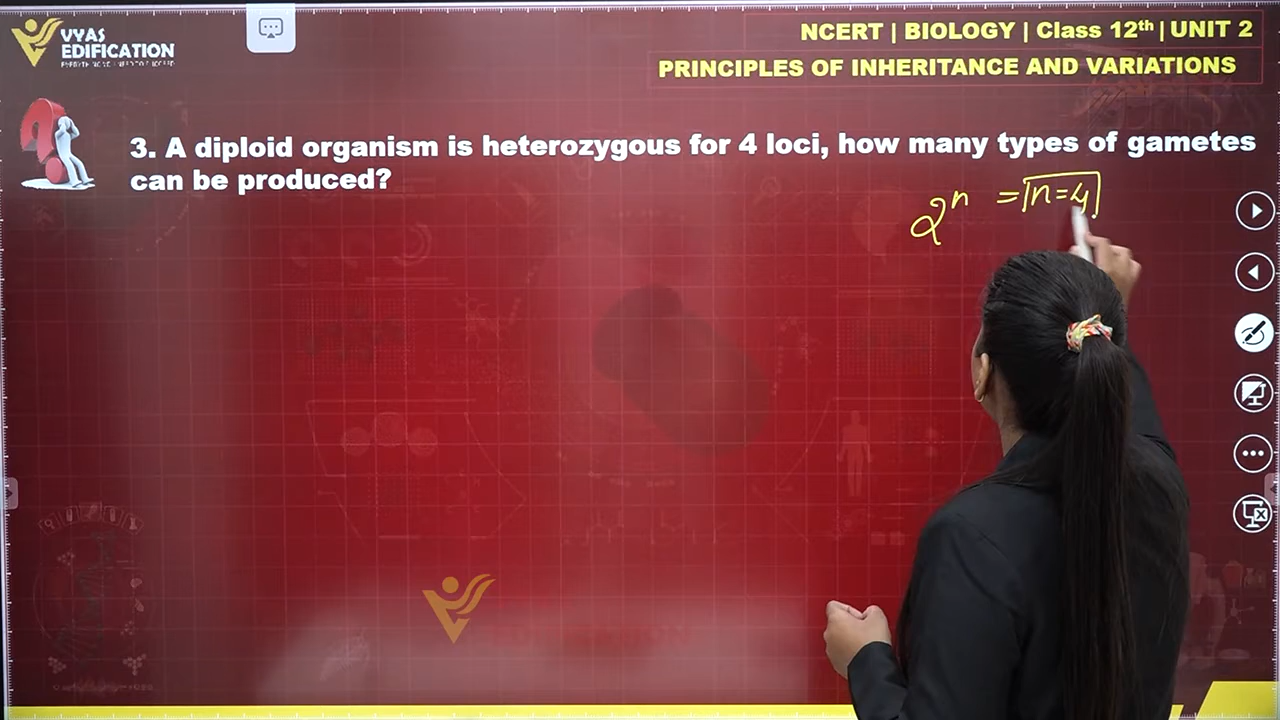 VYAS
EDIFICATION
NCERT | BIOLOGY | Class 12th | UNIT 2
PRINCIPLES OF INHERITANCE AND VARIATIONS
3. A diploid organism is heterozygous for 4 loci, how many types of gametes
can be produced?
2ⁿ = n=4